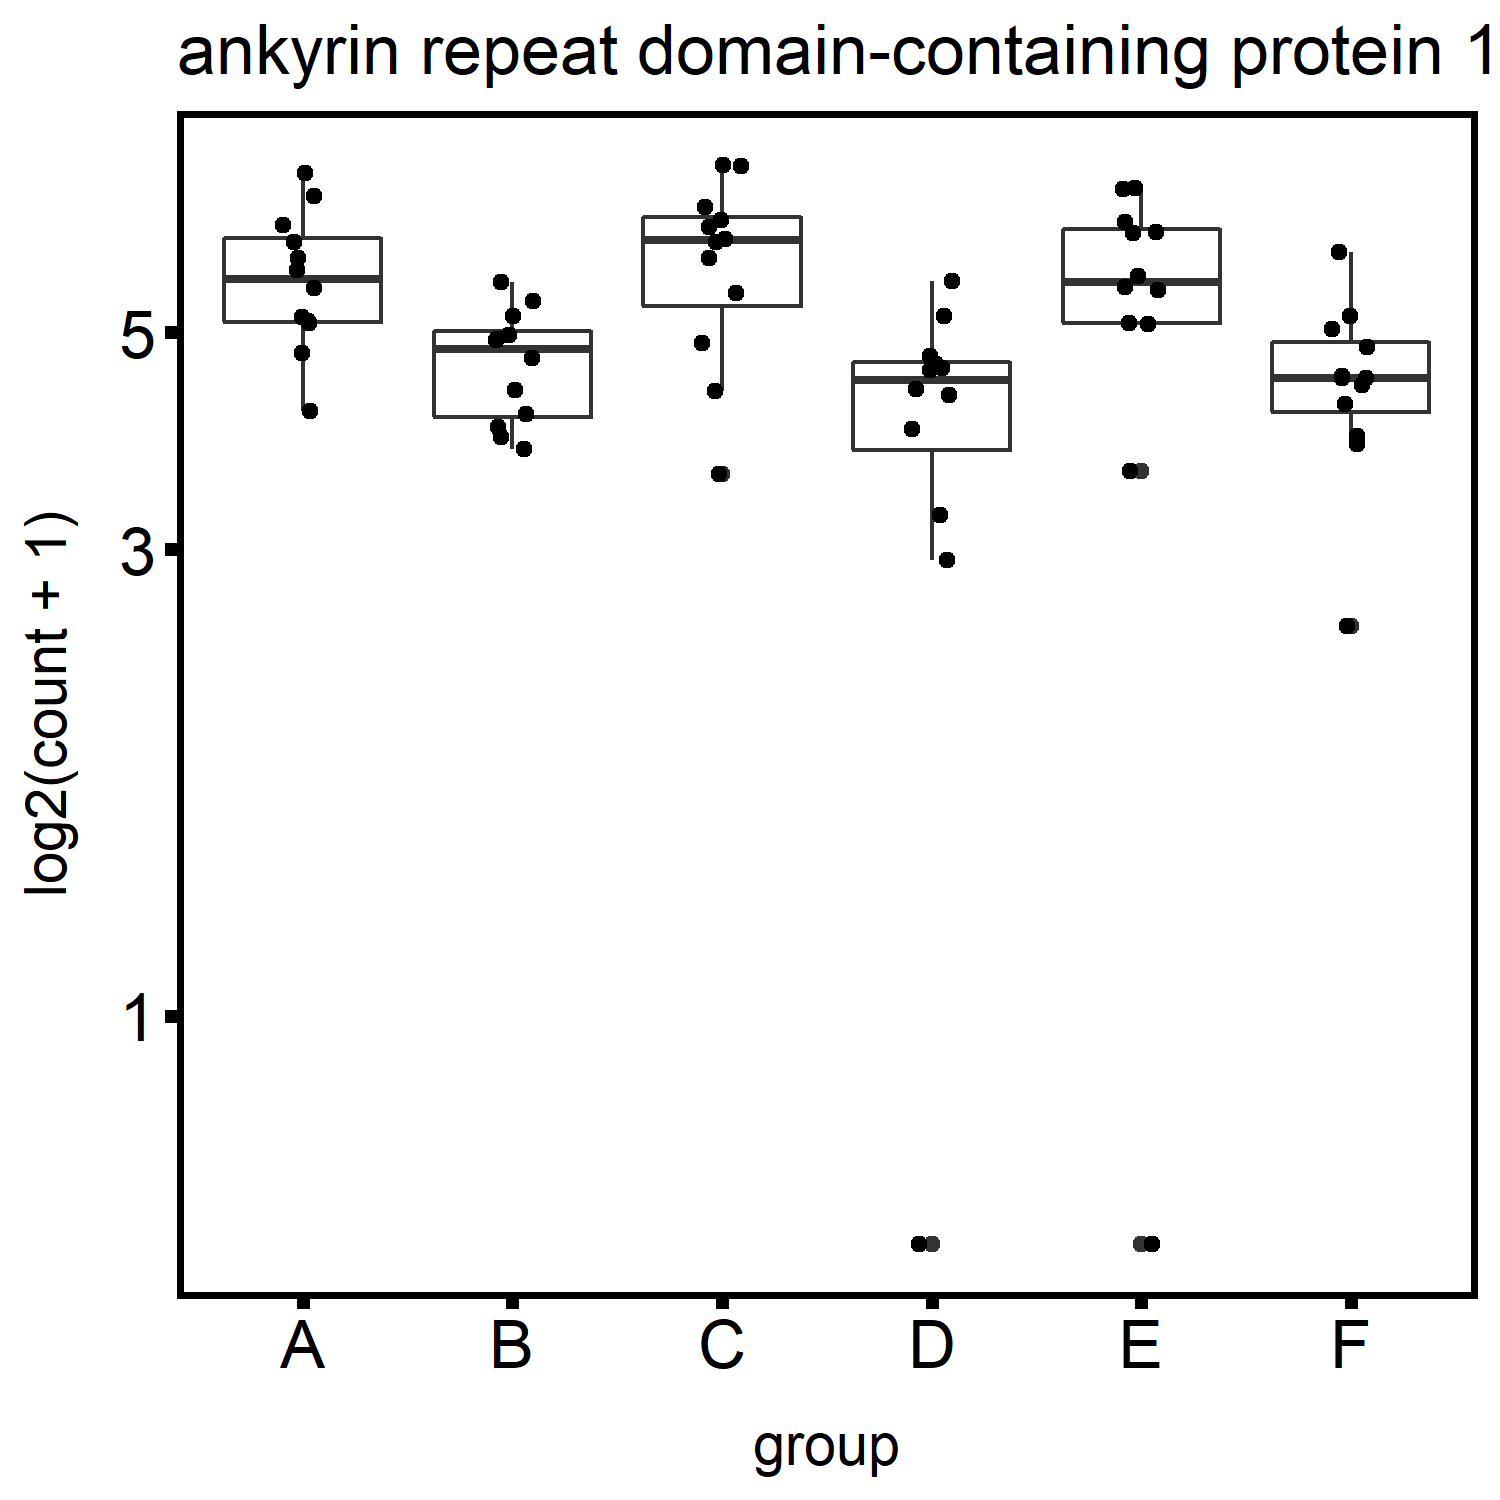 ankyrin repeat domain-containing protein 1
log2(count + 1)
5
3
1
A B C D E F
group